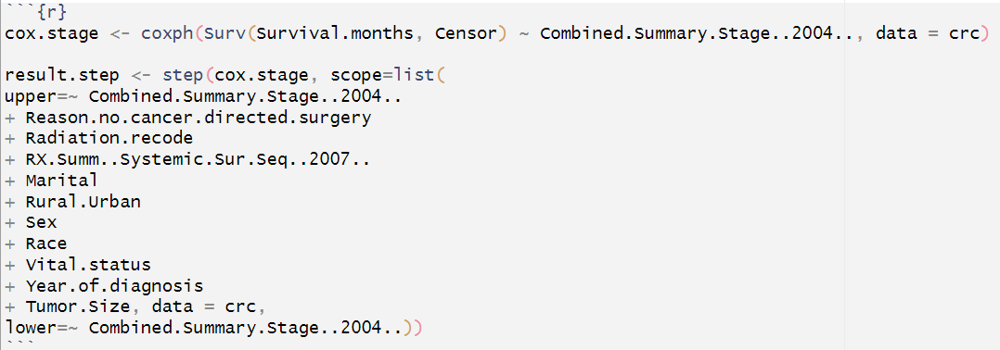 ```{r}
cox.stage <- coxph(Surv(Survival.months, Censor) ~ Combined.Summary.Stage..2004.., data = crc)
result.step <- step(cox.stage, scope=list(
upper=~ Combined.Summary.Stage..2004..
+ Reason.no.cancer.directed.surgery
+ Radiation.recode
+ RX.Summ..Systemic.Sur.Seq..2007..
+ Marital
+ Rural.Urban
+ Sex
+ Race
+ Vital.status
+ Year.of.diagnosis
+ Tumor.Size, data = crc,
lower=~ Combined.Summary.Stage..2004..))
```